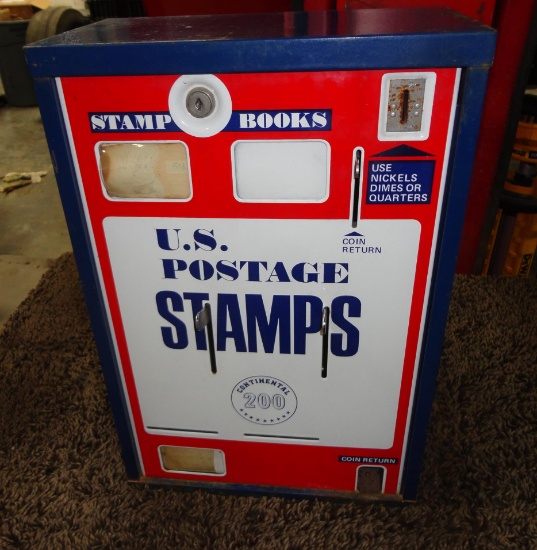 STAMP BOOKS
USE
NICKELS
DIMES OR
QUARTERS
COIN
RETURN
U.S.
POSTAGE
STAMPS
CONTINENTAL
200
COIN RETURN